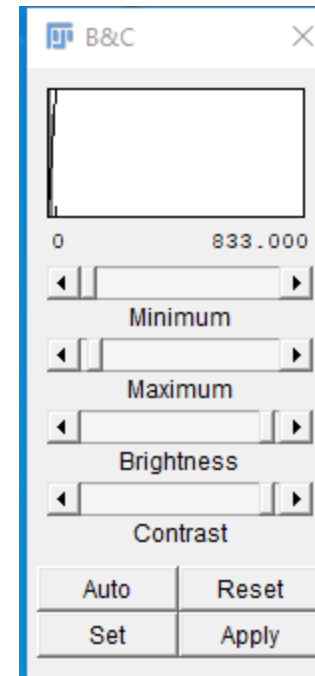 B&C
0 833.000
Minimum
Maximum
Brightness
Contrast
Auto Reset
Set Apply